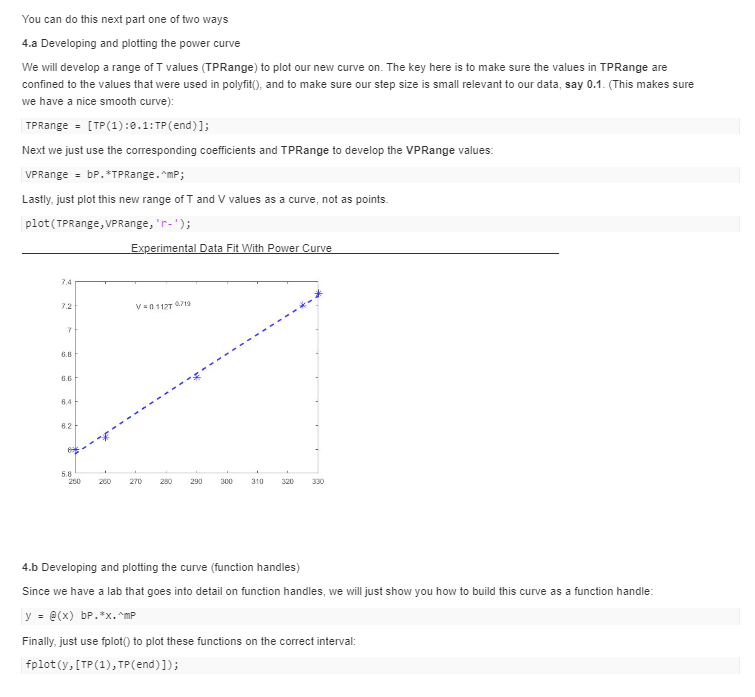 You can do this next part one of two ways
4.a Developing and plotting the power curve
We will develop a range of T values (TPRange) to plot our new curve on. The key here is to make sure the values in TPRange are
confined to the values that were used in polyfit(), and to make sure our step size is small relevant to our data, say 0.1. (This makes sure
we have a nice smooth curve):
TPRange = [TP(1):0.1:TP(end)];
Next we just use the corresponding coefficients and TPRange to develop the VPRange values:
VPRange = bP.*TPRange.^mP;
Lastly, just plot this new range of T and V values as a curve, not as points.
plot(TPRange,VPRange,'r-');
Experimental Data Fit With Power Curve
7.4
7.2
V = 0.112T 0.719
7
6.8
6.6
6.4
6.2
6
5.8
250 260 270 280 290 300 310 320 330
4.b Developing and plotting the curve (function handles)
Since we have a lab that goes into detail on function handles, we will just show you how to build this curve as a function handle:
y = @(x) bP.*x.^mP
Finally, just use fplot() to plot these functions on the correct interval:
fplot(y,[TP(1),TP(end)]);